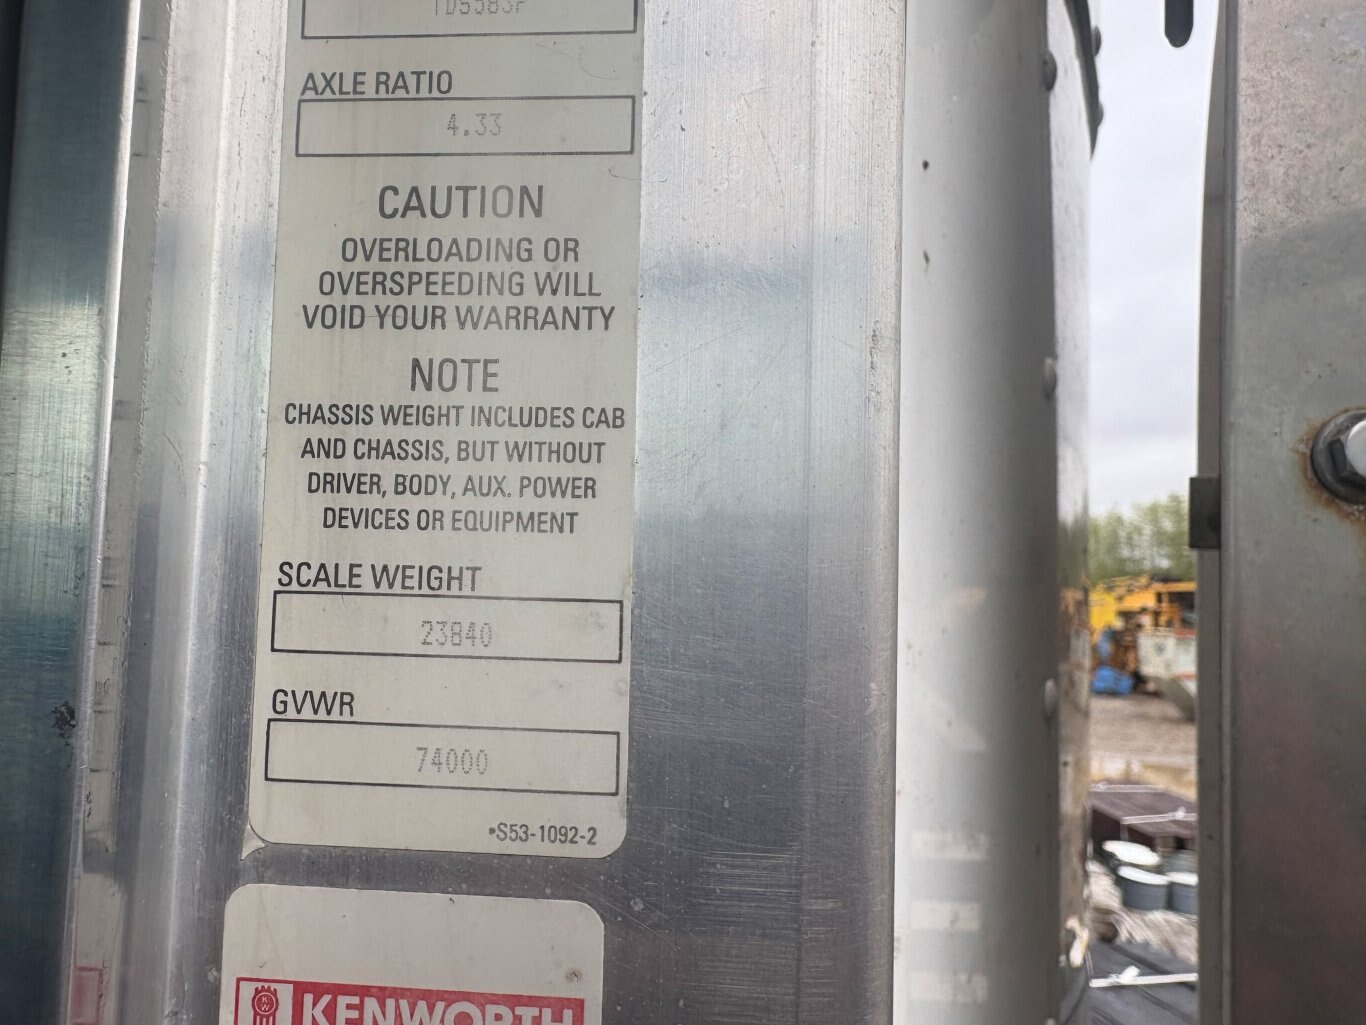 AXLE RATIO
4.33
CAUTION
OVERLOADING OR
OVERSPEEDING WILL
VOID YOUR WARRANTY
NOTE
CHASSIS WEIGHT INCLUDES CAB
AND CHASSIS, BUT WITHOUT
DRIVER, BODY, AUX. POWER
DEVICES OR EQUIPMENT
SCALE WEIGHT
23840
GVWR
74000
•S53-1092-2
KENWORTH